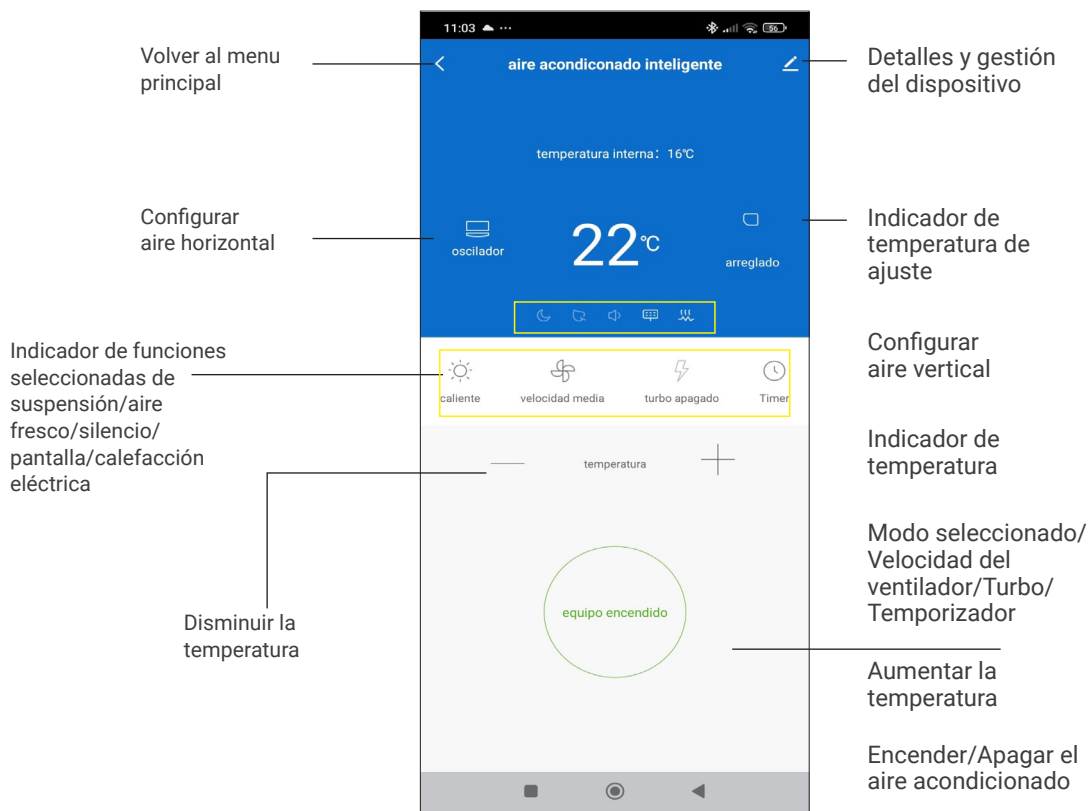 11:03
56
Volver al menu
principal
aire acondiconado inteligente
Detalles y gestión
del dispositivo
temperatura interna: 16℃
Configurar
aire horizontal
oscilador
22℃
arreglado
Indicador de
temperatura de
ajuste
Indicador de funciones
seleccionadas de
suspensión/aire
fresco/silencio/
pantalla/calefacción
eléctrica
caliente
velocidad media
turbo apagado
Timer
Configurar
aire vertical
Indicador de
temperatura
temperatura
Modo seleccionado/
Velocidad del
ventilador/Turbo/
Temporizador
Disminuir la
temperatura
equipo encendido
Aumentar la
temperatura
Encender/Apagar el
aire acondicionado